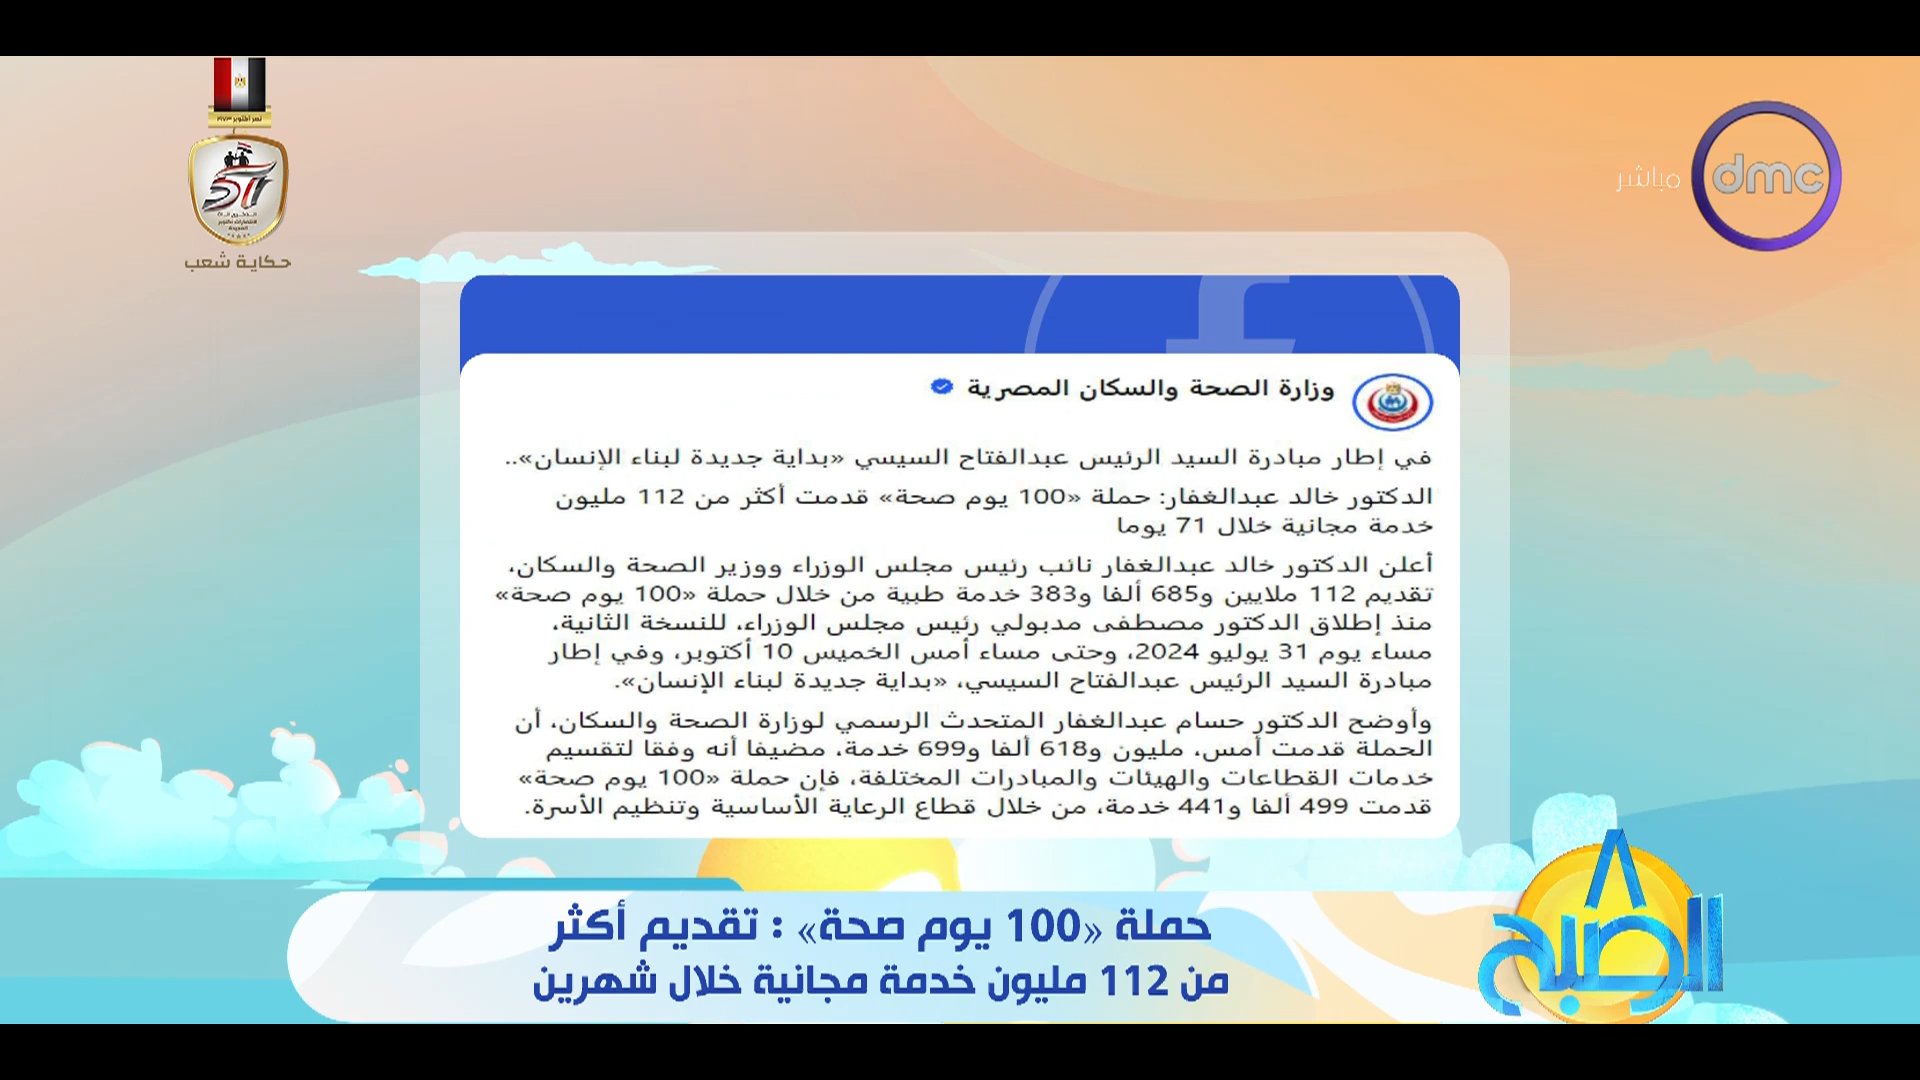 نصر أكتوبر ١٩٧٣
حكاية شعب
مباشر
dmc
وزارة الصحة والسكان المصرية
في إطار مبادرة السيد الرئيس عبدالفتاح السيسي «بداية جديدة لبناء الإنسان»..
الدكتور خالد عبدالغفار: حملة «100 يوم صحة» قدمت أكثر من 112 مليون
خدمة مجانية خلال 71 يوما
أعلن الدكتور خالد عبدالغفار نائب رئيس مجلس الوزراء ووزير الصحة والسكان،
تقديم 112 ملايين و685 ألفا و383 خدمة طبية من خلال حملة «100 يوم صحة»
منذ إطلاق الدكتور مصطفى مدبولي رئيس مجلس الوزراء، للنسخة الثانية،
مساء يوم 31 يوليو 2024، وحتى مساء أمس الخميس 10 أكتوبر، وفي إطار
مبادرة السيد الرئيس عبدالفتاح السيسي، «بداية جديدة لبناء الإنسان».
وأوضح الدكتور حسام عبدالغفار المتحدث الرسمي لوزارة الصحة والسكان، أن
الحملة قدمت أمس، مليون و618 ألفا و699 خدمة، مضيفا أنه وفقا لتقسيم
خدمات القطاعات والهيئات والمبادرات المختلفة، فإن حملة «100 يوم صحة»
قدمت 499 ألفا و441 خدمة، من خلال قطاع الرعاية الأساسية وتنظيم الأسرة.
حملة «100 يوم صحة» : تقديم أكثر
من 112 مليون خدمة مجانية خلال شهرين
٨ الصبح